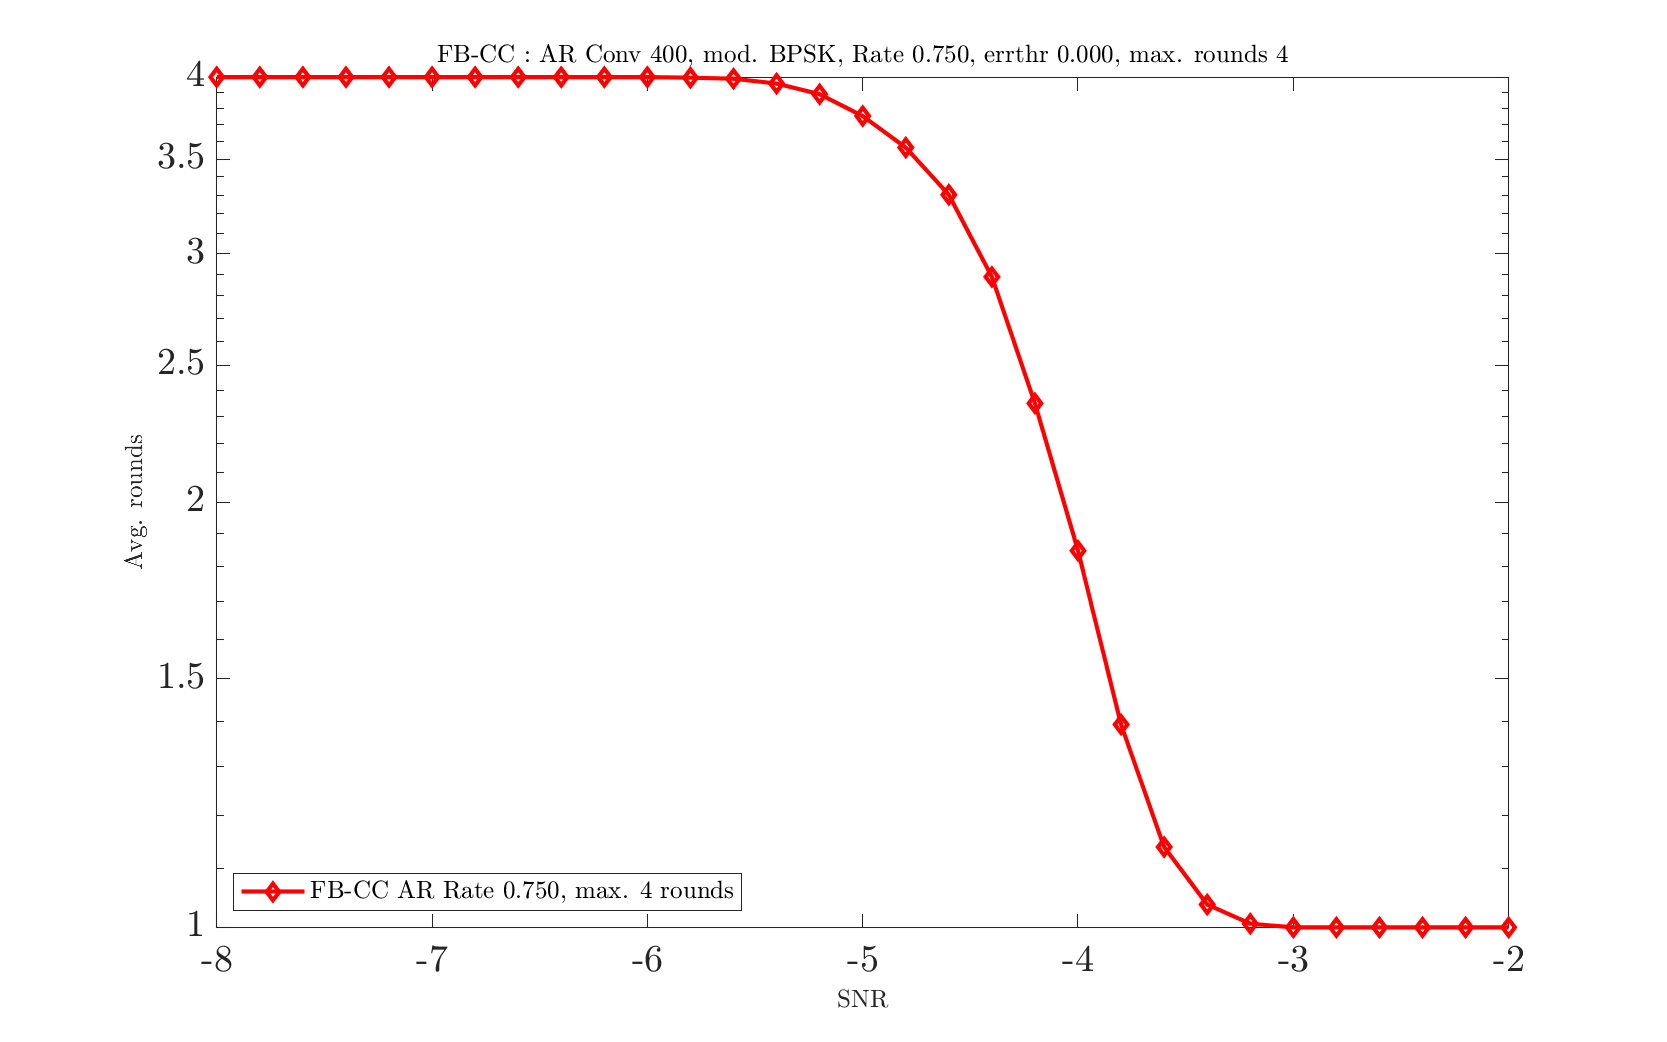 FB-CC : AR Conv 400, mod. BPSK, Rate 0.750, errthr 0.000, max. rounds 4
4
3.5
3
2.5
2
1.5
1
Avg. rounds
FB-CC AR Rate 0.750, max. 4 rounds
-8 -7 -6 -5 -4 -3 -2
SNR